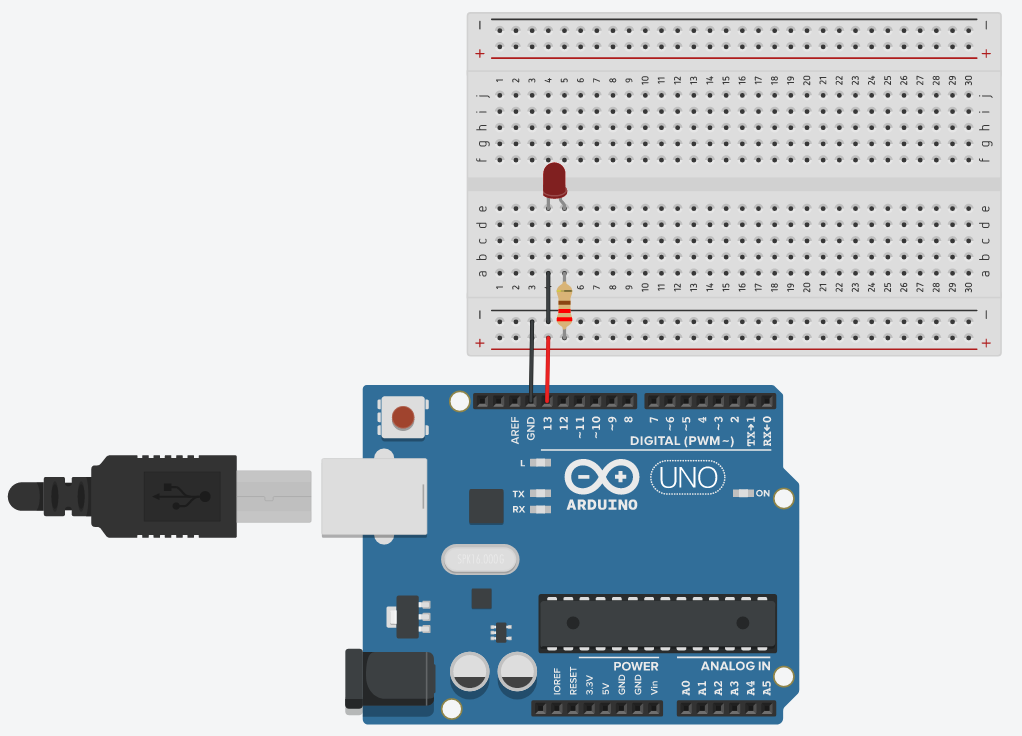 − −
+ +
1 2 3 4 5 6 7 8 9 10 11 12 13 14 15 16 17 18 19 20 21 22 23 24 25 26 27 28 29 30
j j
i i
h h
g g
f f
e e
d d
c c
b b
a a
1 2 3 4 5 6 7 8 9 10 11 12 13 14 15 16 17 18 19 20 21 22 23 24 25 26 27 28 29 30
− −
+ +
AREF GND 13 12 ~11 ~10 ~9 8 7 ~6 ~5 4 ~3 2 TX→1 RX←0
DIGITAL (PWM~)
L
TX
RX
ARDUINO
UNO
ON
POWER
ANALOG IN
IOREF RESET 3.3V 5V GND GND Vin A0 A1 A2 A3 A4 A5